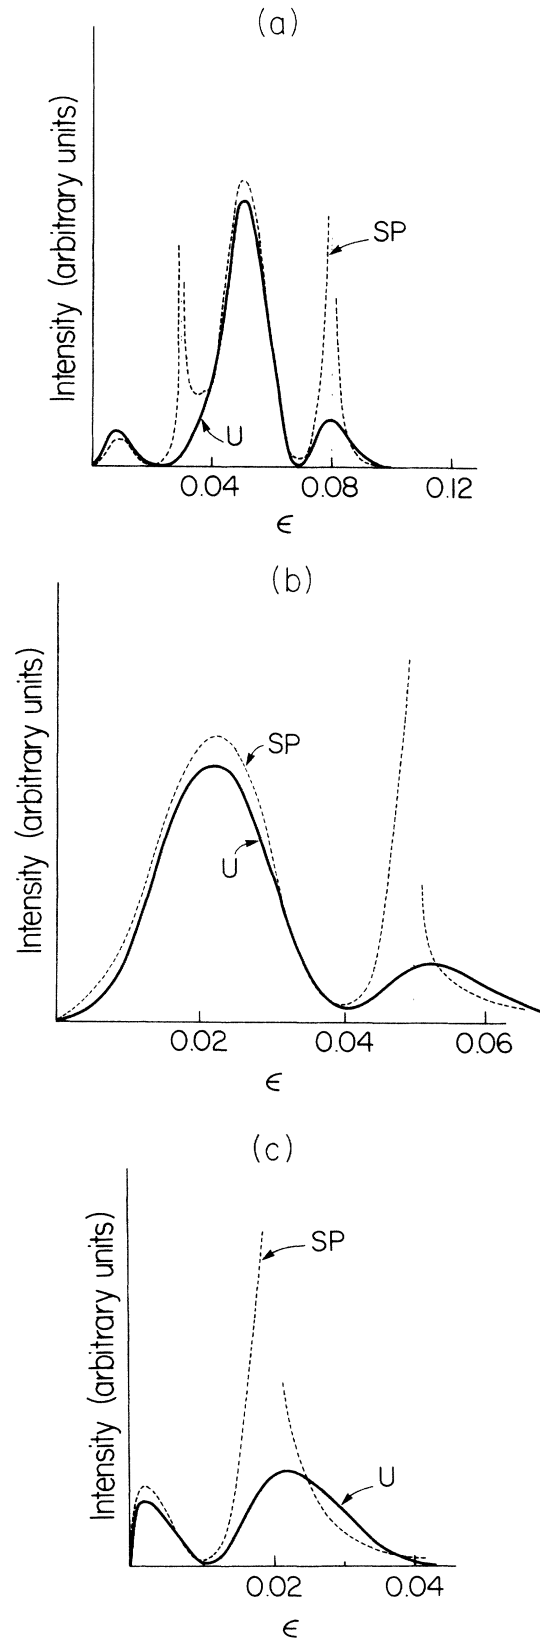 (a)
Intensity (arbitrary units)
SP
U
0.04 0.08 0.12
ϵ
(b)
Intensity (arbitrary units)
SP
U
0.02 0.04 0.06
ϵ
(c)
Intensity (arbitrary units)
SP
U
0.02 0.04
ϵ